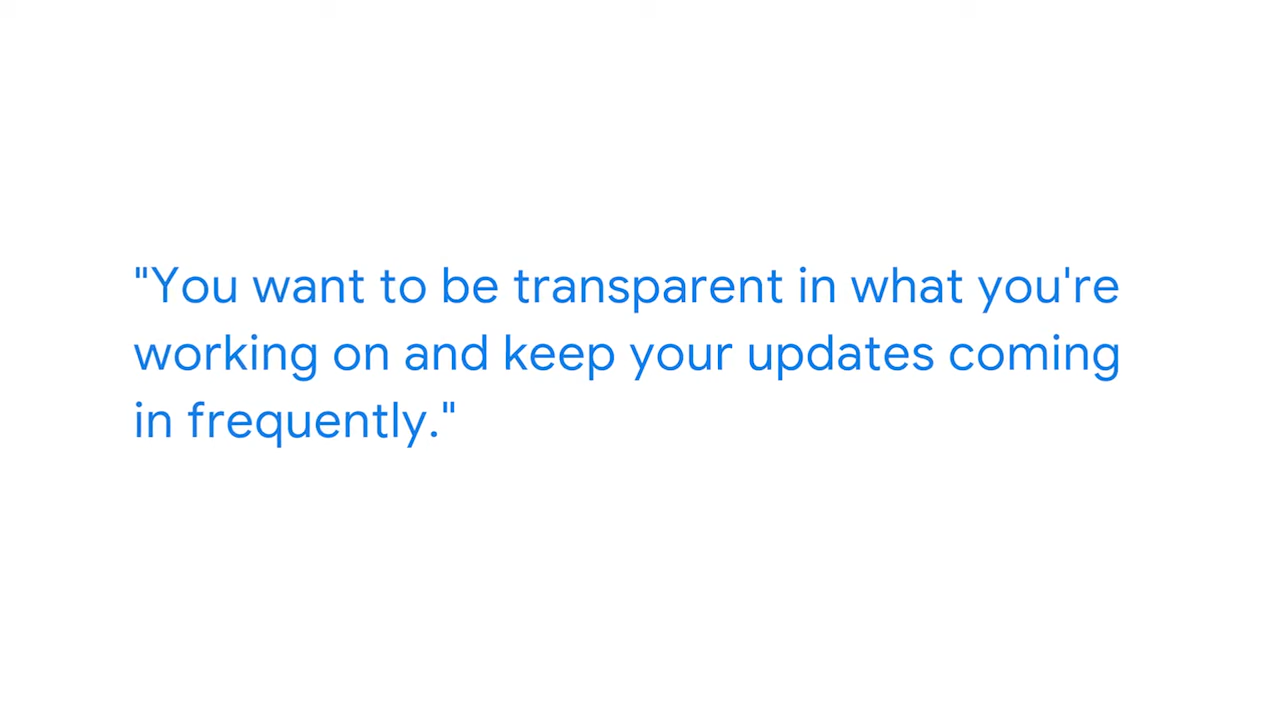 "You want to be transparent in what you're
working on and keep your updates coming
in frequently."